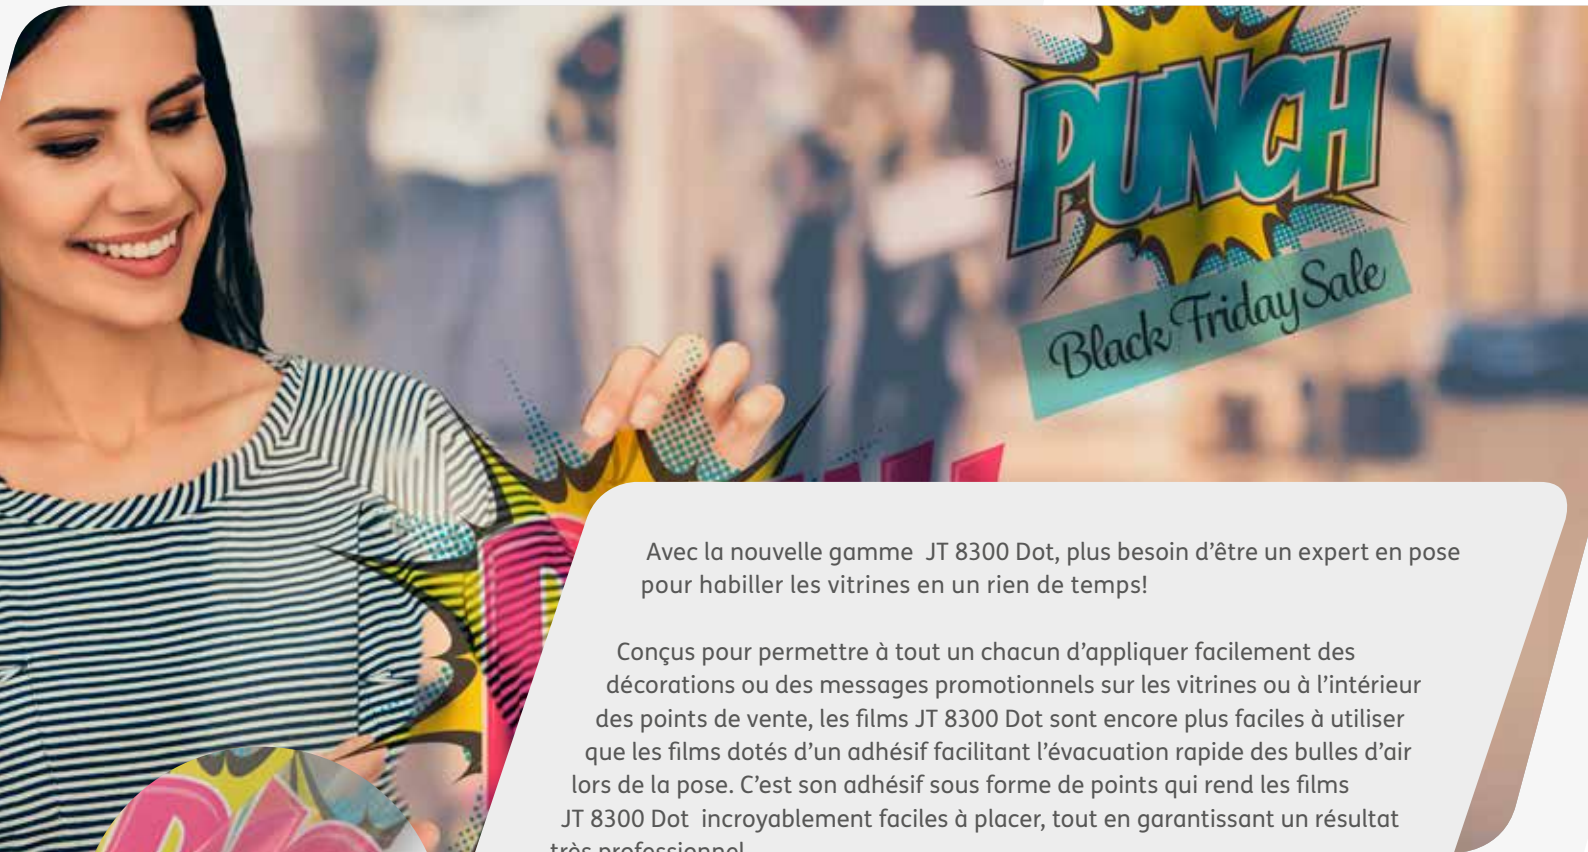 PUNCH
Black Friday Sale
Avec la nouvelle gamme JT 8300 Dot, plus besoin d’être un expert en pose
pour habiller les vitrines en un rien de temps!
Conçus pour permettre à tout un chacun d’appliquer facilement des
décorations ou des messages promotionnels sur les vitrines ou à l’intérieur
des points de vente, les films JT 8300 Dot sont encore plus faciles à utiliser
que les films dotés d’un adhésif facilitant l’évacuation rapide des bulles d’air
lors de la pose. C’est son adhésif sous forme de points qui rend les films
JT 8300 Dot incroyablement faciles à placer, tout en garantissant un résultat
très professionnel